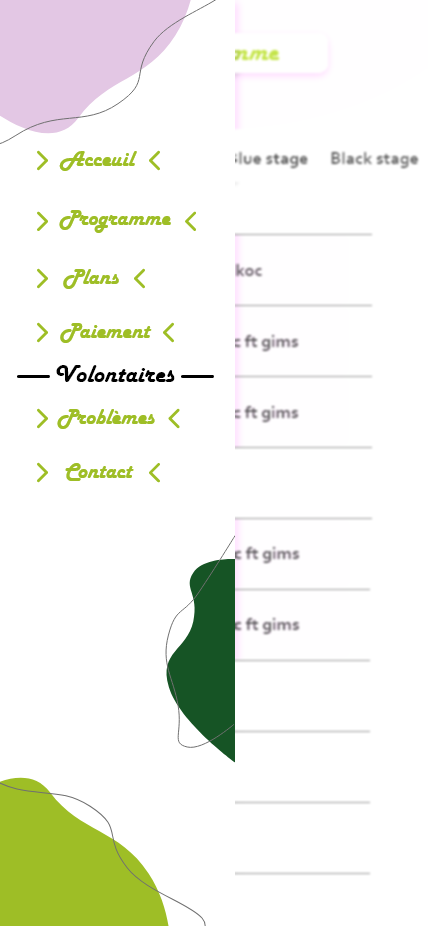 mme
Blue stage
Black stage
Acceuil
koc
Programme
Plans
c ft gims
Paiement
Volontaires
Problèmes
c ft gims
Contact
c ft gims
c ft gims